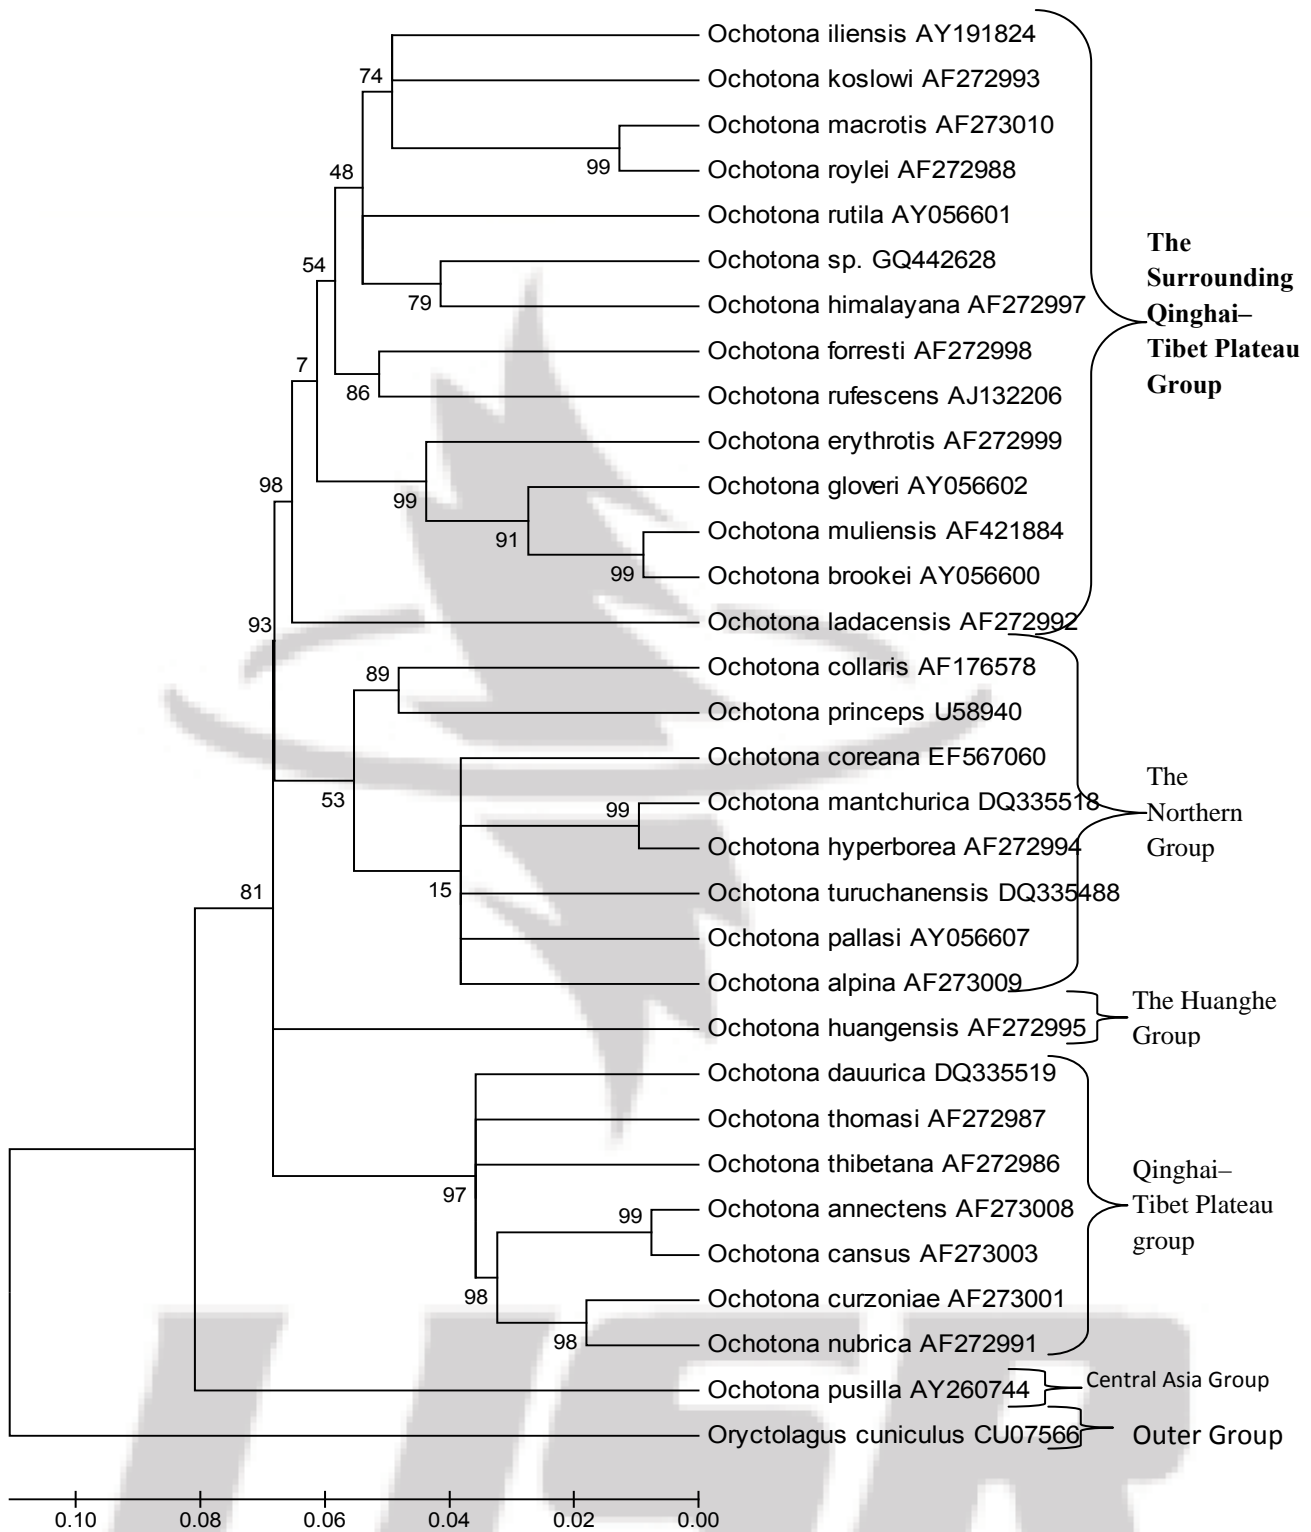 Ochotona iliensis AY191824
Ochotona koslowi AF272993
Ochotona macrotis AF273010
Ochotona roylei AF272988
Ochotona rutila AY056601
Ochotona sp. GQ442628
Ochotona himalayana AF272997
Ochotona forresti AF272998
Ochotona rufescens AJ132206
Ochotona erythrotis AF272999
Ochotona gloveri AY056602
Ochotona muliensis AF421884
Ochotona brookei AY056600
Ochotona ladacensis AF272992
Ochotona collaris AF176578
Ochotona princeps U58940
Ochotona coreana EF567060
Ochotona mantchurica DQ335518
Ochotona hyperborea AF272994
Ochotona turuchanensis DQ335488
Ochotona pallasi AY056607
Ochotona alpina AF273009
Ochotona huangensis AF272995
Ochotona dauurica DQ335519
Ochotona thomasi AF272987
Ochotona thibetana AF272986
Ochotona annectens AF273008
Ochotona cansus AF273003
Ochotona curzoniae AF273001
Ochotona nubrica AF272991
Ochotona pusilla AY260744
Oryctolagus cuniculus CU07566
The
Surrounding
Qinghai–
Tibet Plateau
Group
The
Northern
Group
The Huanghe
Group
Qinghai–
Tibet Plateau
group
Central Asia Group
Outer Group
74
99
48
79
54
86
7
99
91
99
98
93
89
53
99
15
81
97
99
98
98
0.10 0.08 0.06 0.04 0.02 0.00
IJSR